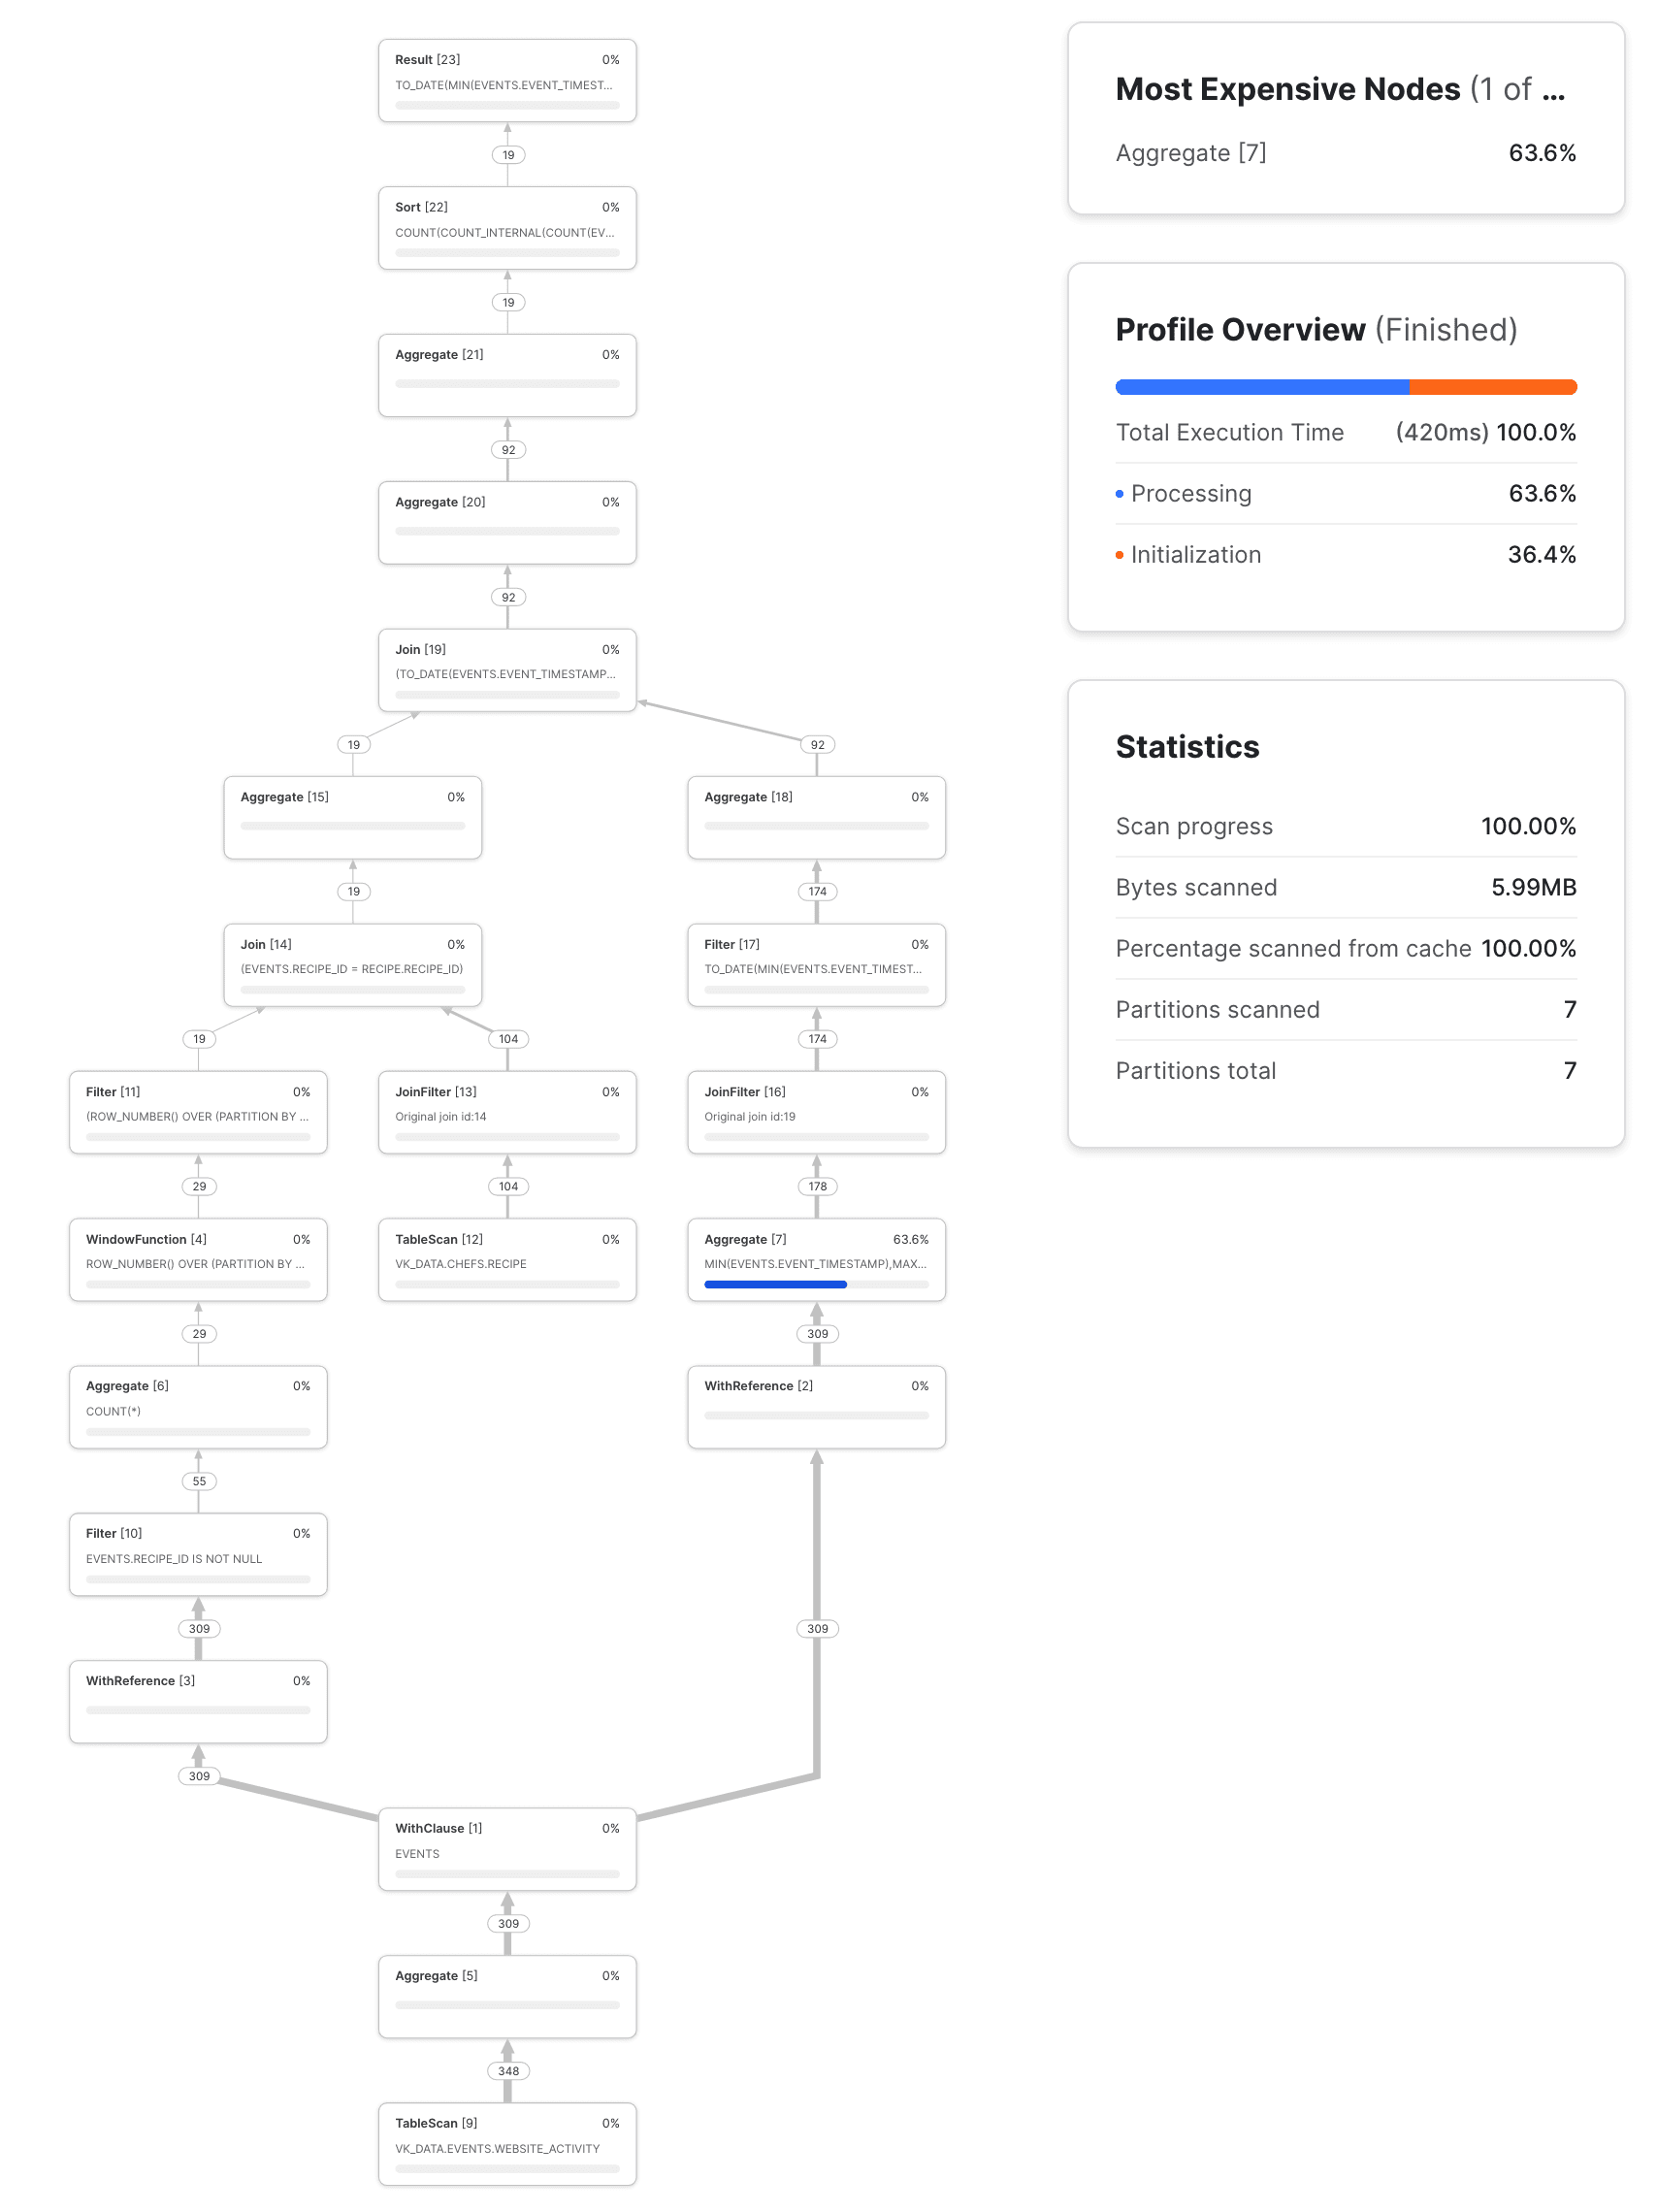 Result [23] 0%
TO_DATE(MIN(EVENTS.EVENT_TIMEST...
19
Sort [22] 0%
COUNT(COUNT_INTERNAL(COUNT(EV...
19
Aggregate [21] 0%
92
Aggregate [20] 0%
92
Join [19] 0%
(TO_DATE(EVENTS.EVENT_TIMESTAMP...
19
92
Aggregate [15] 0%
Aggregate [18] 0%
19
174
Join [14] 0%
(EVENTS.RECIPE_ID = RECIPE.RECIPE_ID)
Filter [17] 0%
TO_DATE(MIN(EVENTS.EVENT_TIMEST...
19
104
174
Filter [11] 0%
(ROW_NUMBER() OVER (PARTITION BY ...
JoinFilter [13] 0%
Original join id:14
JoinFilter [16] 0%
Original join id:19
29
104
178
WindowFunction [4] 0%
ROW_NUMBER() OVER (PARTITION BY ...
TableScan [12] 0%
VK_DATA.CHEFS.RECIPE
Aggregate [7] 63.6%
MIN(EVENTS.EVENT_TIMESTAMP),MAX...
29
309
Aggregate [6] 0%
COUNT(*)
WithReference [2] 0%
55
Filter [10] 0%
EVENTS.RECIPE_ID IS NOT NULL
309
309
WithReference [3] 0%
309
WithClause [1] 0%
EVENTS
309
Aggregate [5] 0%
348
TableScan [9] 0%
VK_DATA.EVENTS.WEBSITE_ACTIVITY
Most Expensive Nodes (1 of ...
Aggregate [7] 63.6%
Profile Overview (Finished)
Total Execution Time (420ms) 100.0%
Processing 63.6%
Initialization 36.4%
Statistics
Scan progress 100.00%
Bytes scanned 5.99MB
Percentage scanned from cache 100.00%
Partitions scanned 7
Partitions total 7